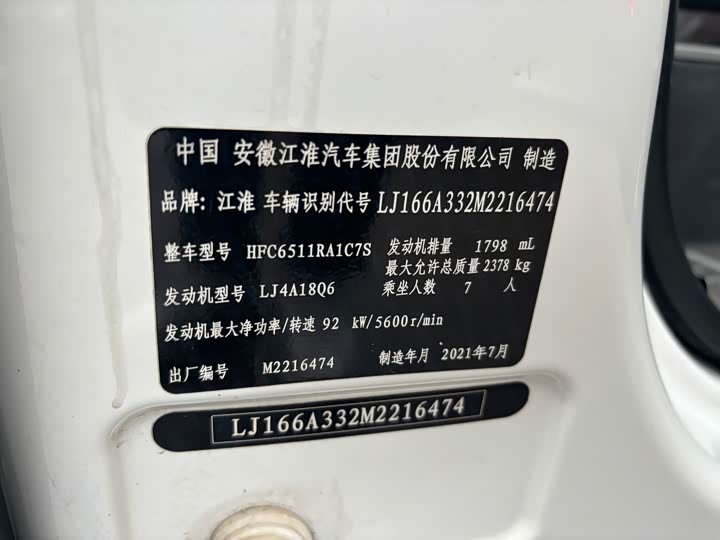 中国 安徽江淮汽车集团股份有限公司 制造
品牌: 江淮 车辆识别代号 LJ166A332M2216474
整车型号 HFC6511RA1C7S 发动机排量 1798 mL
最大允许总质量 2378 kg
发动机型号 LJ4A18Q6 乘坐人数 7 人
发动机最大净功率/转速 92 kW/5600r/min
出厂编号 M2216474 制造年月 2021年7月
LJ166A332M2216474